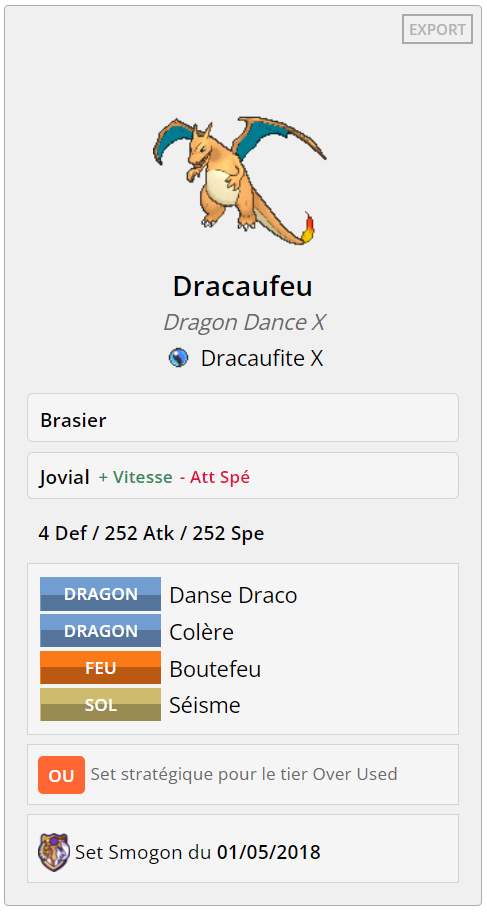 EXPORT
Dracaufeu
Dragon Dance X
Dracaufite X
Brasier
Jovial + Vitesse - Att Spé
4 Def / 252 Atk / 252 Spe
DRAGON Danse Draco
DRAGON Colère
FEU Boutefeu
SOL Séisme
OU Set stratégique pour le tier Over Used
Set Smogon du 01/05/2018